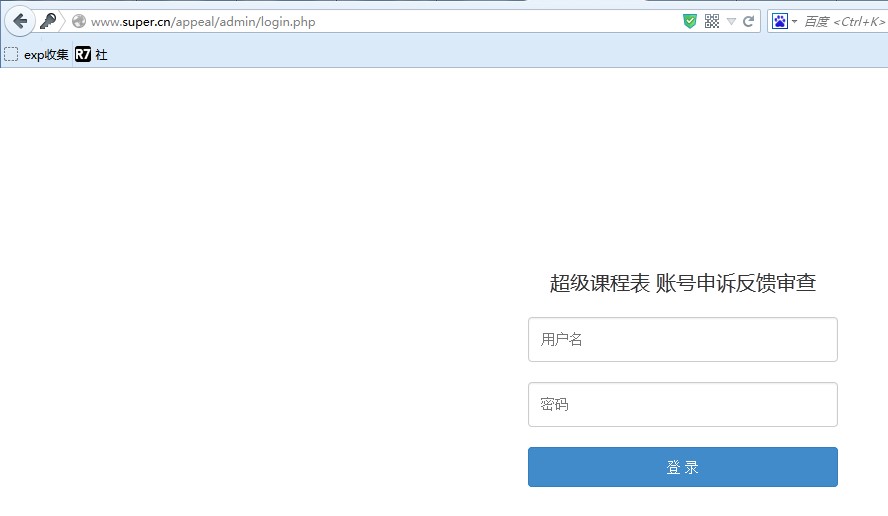 www.super.cn/appeal/admin/login.php
百度 <Ctrl+K>
exp收集 R7 社
超级课程表 账号申诉反馈审查
用户名
密码
登 录